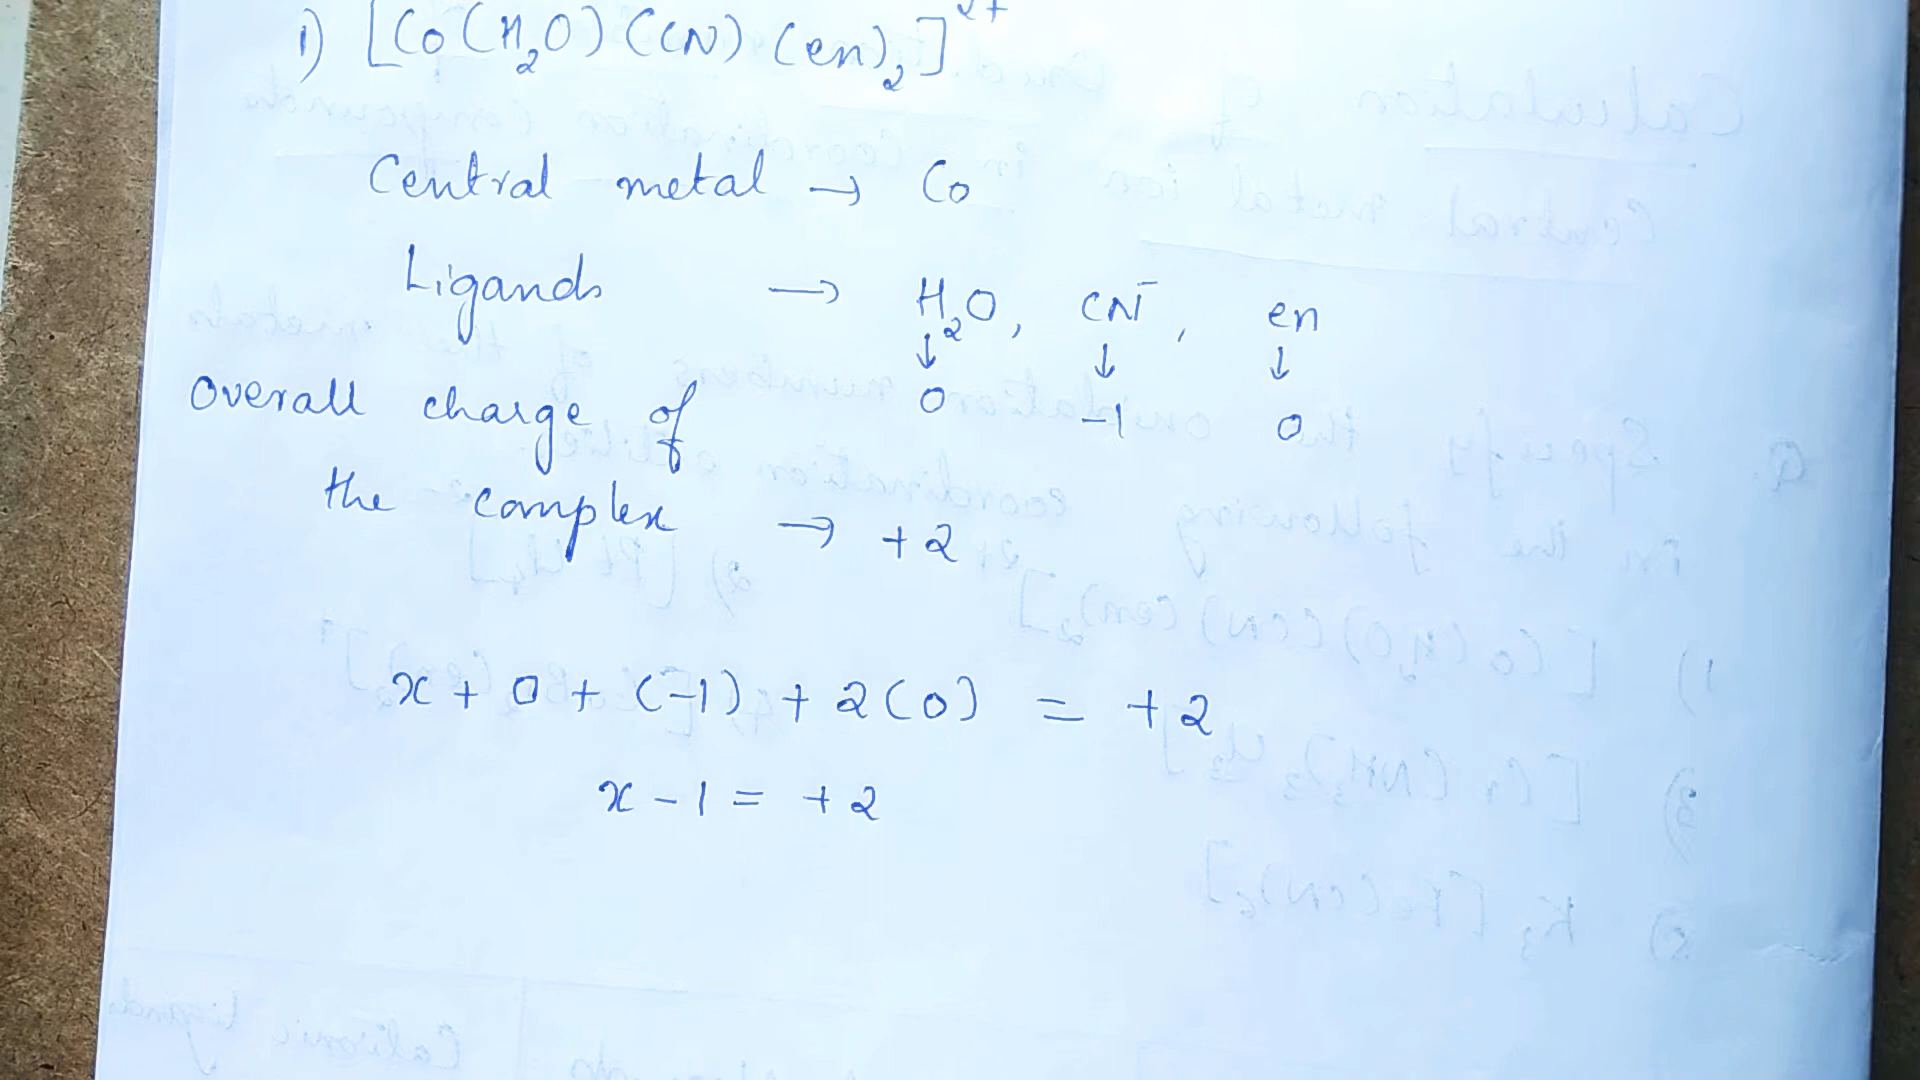 1) [Co(H₂O)(CN)(en)₂]²⁺
Central metal → Co
Ligands → H₂O, CN⁻, en
↓ ↓ ↓
0 -1 0
Overall charge of
the complex → +2
x + 0 + (-1) + 2(0) = +2
x - 1 = +2